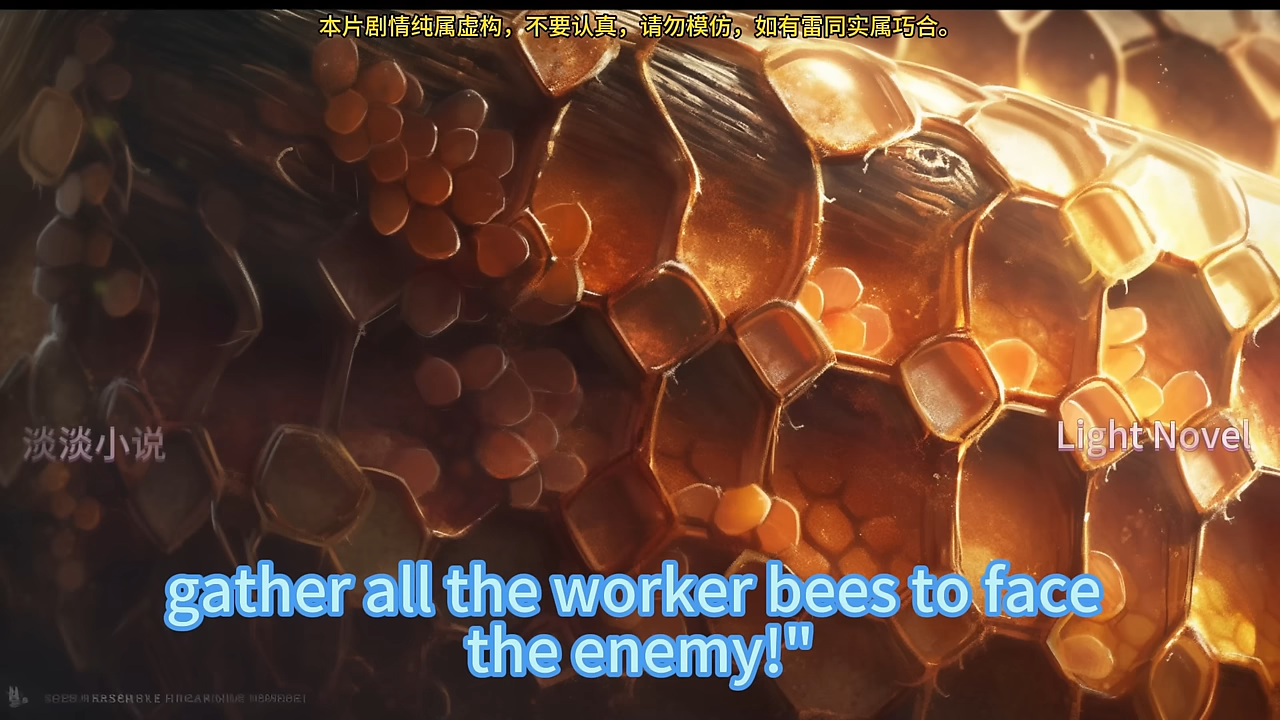 本片剧情纯属虚构，不要认真，请勿模仿，如有雷同实属巧合。
淡淡小说
Light Novel
gather all the worker bees to face
the enemy!"